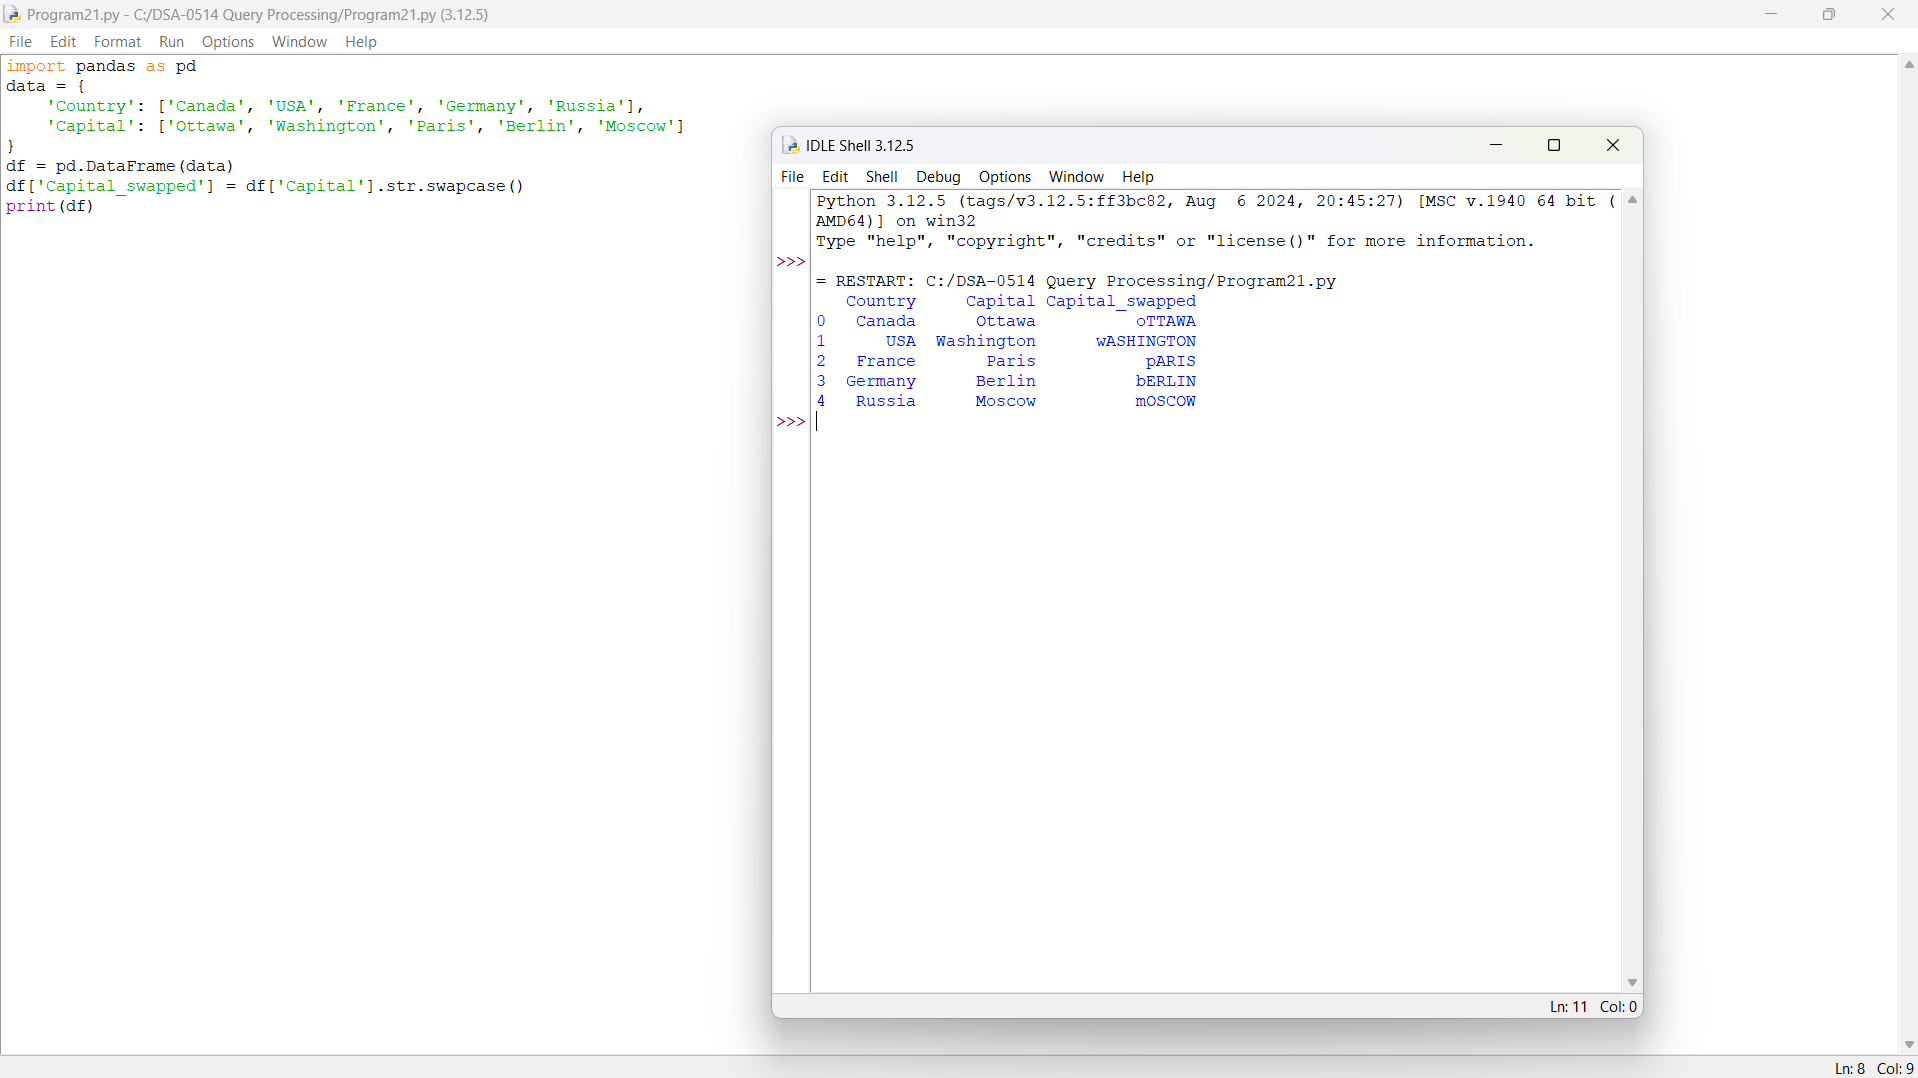 Program21.py - C:/DSA-0514 Query Processing/Program21.py (3.12.5)
File Edit Format Run Options Window Help
import pandas as pd
data = {
    'Country': ['Canada', 'USA', 'France', 'Germany', 'Russia'],
    'Capital': ['Ottawa', 'Washington', 'Paris', 'Berlin', 'Moscow']
}
df = pd.DataFrame(data)
df['Capital_swapped'] = df['Capital'].str.swapcase()
print(df)
IDLE Shell 3.12.5
File Edit Shell Debug Options Window Help
Python 3.12.5 (tags/v3.12.5:ff3bc82, Aug  6 2024, 20:45:27) [MSC v.1940 64 bit (
AMD64)] on win32
Type "help", "copyright", "credits" or "license()" for more information.
>>>
= RESTART: C:/DSA-0514 Query Processing/Program21.py
   Country     Capital Capital_swapped
0   Canada      Ottawa          oTTAWA
1      USA  Washington      wASHINGTON
2   France       Paris           pARIS
3  Germany      Berlin          bERLIN
4   Russia      Moscow          mOSCOW
>>>
Ln: 11 Col: 0
Ln: 8 Col: 9